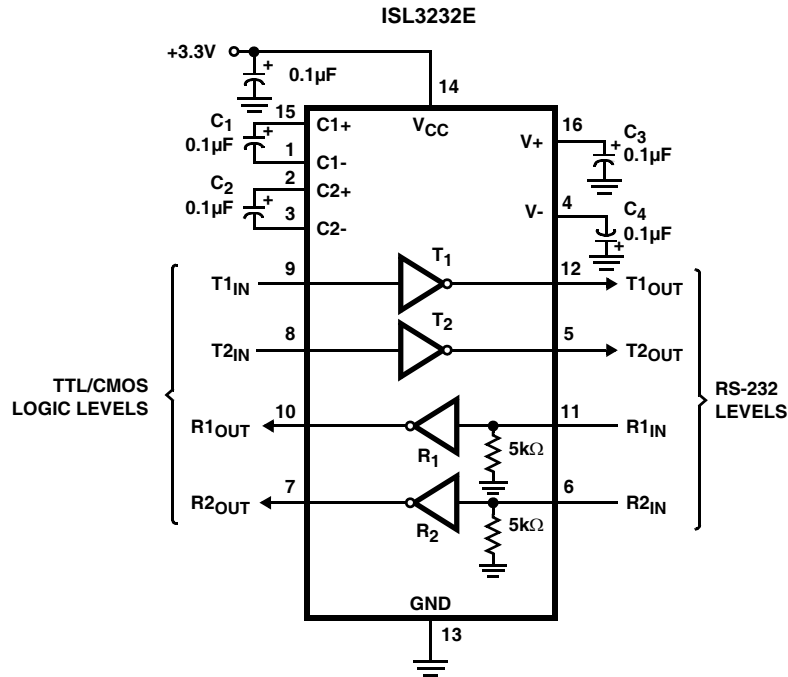 ISL3232E
+3.3V
+
0.1µF
14
15
C1
0.1µF
+
1
C1+
C1-
VCC
2
C2
0.1µF
+
3
C2+
C2-
16
V+
+
C3
0.1µF
4
V-
C4
0.1µF
+
T1IN
9
T1
12
T1OUT
T2IN
8
T2
5
T2OUT
TTL/CMOS
LOGIC LEVELS
RS-232
LEVELS
R1OUT
10
R1
11
R1IN
5kΩ
R2OUT
7
R2
6
R2IN
5kΩ
GND
13